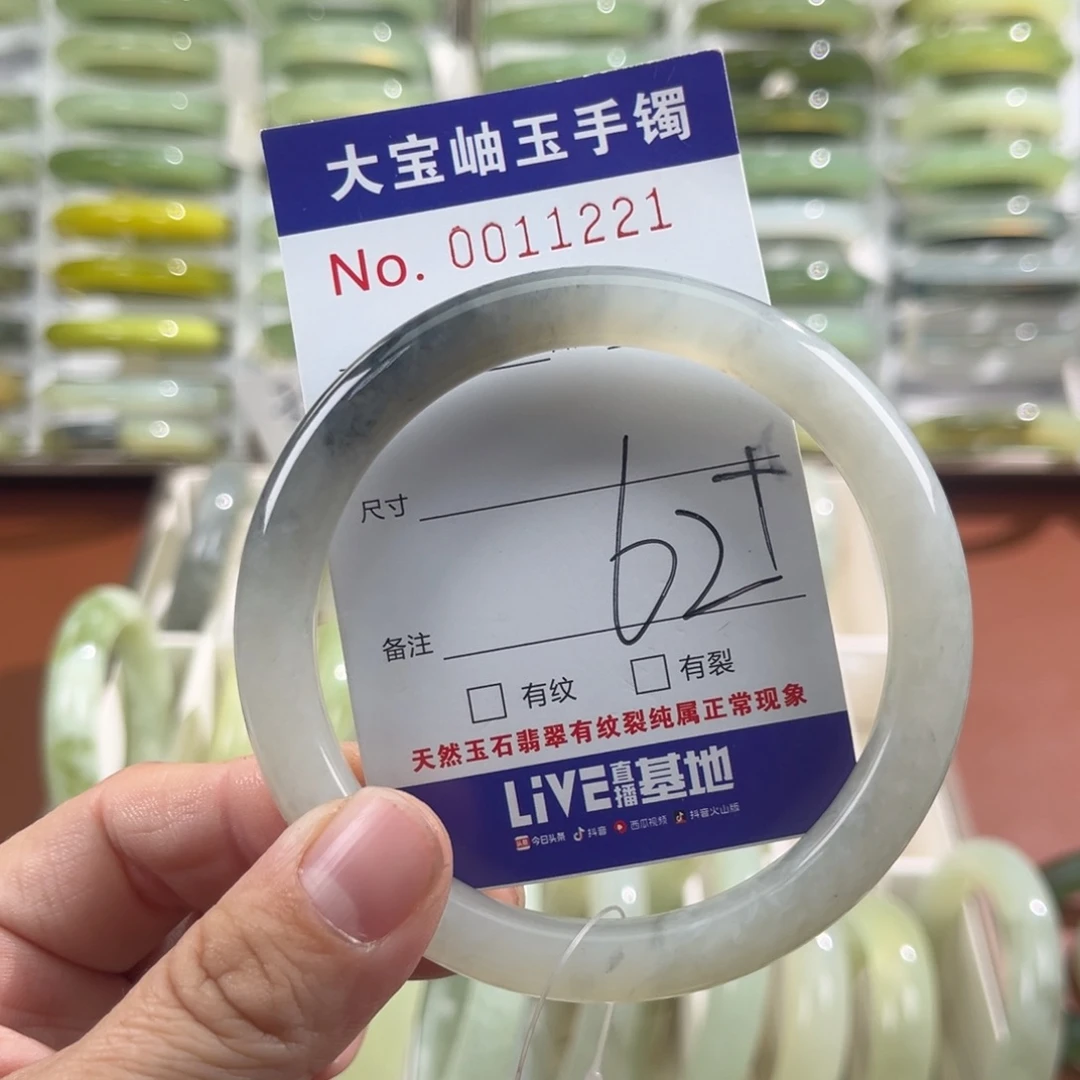 大宝岫玉手镯
No. 0011221
尺寸 62+
备注
□ 有纹 □ 有裂
天然玉石翡翠有纹裂纯属正常现象
LiVE直播基地
今日头条 抖音 西瓜视频 抖音火山版